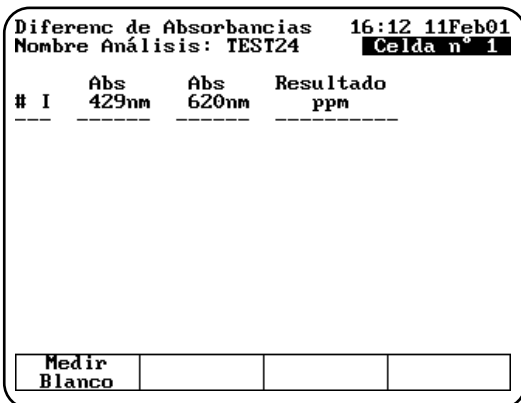 Diferenc de Absorbancias 16:12 11Feb01
Nombre Análisis: TEST24 Celda nº 1
Abs Abs Resultado
# I 429nm 620nm ppm
Medir
Blanco